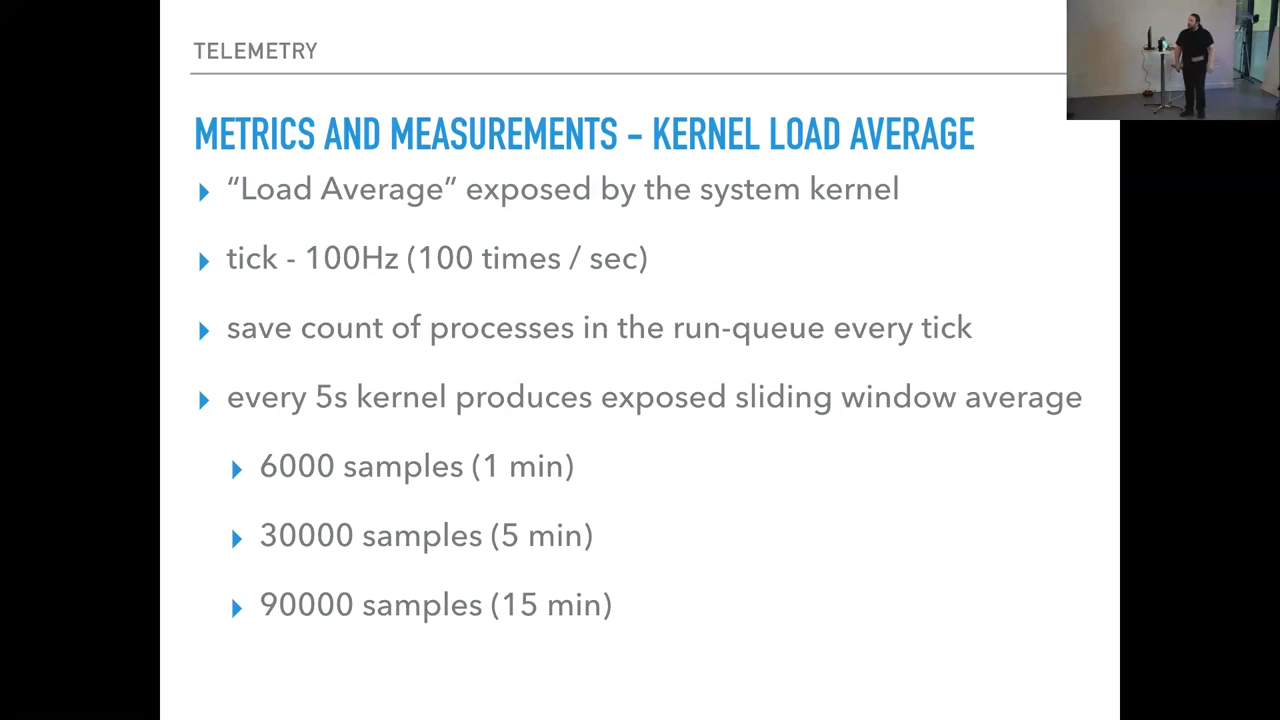 TELEMETRY
METRICS AND MEASUREMENTS - KERNEL LOAD AVERAGE
“Load Average” exposed by the system kernel
tick - 100Hz (100 times / sec)
save count of processes in the run-queue every tick
every 5s kernel produces exposed sliding window average
6000 samples (1 min)
30000 samples (5 min)
90000 samples (15 min)